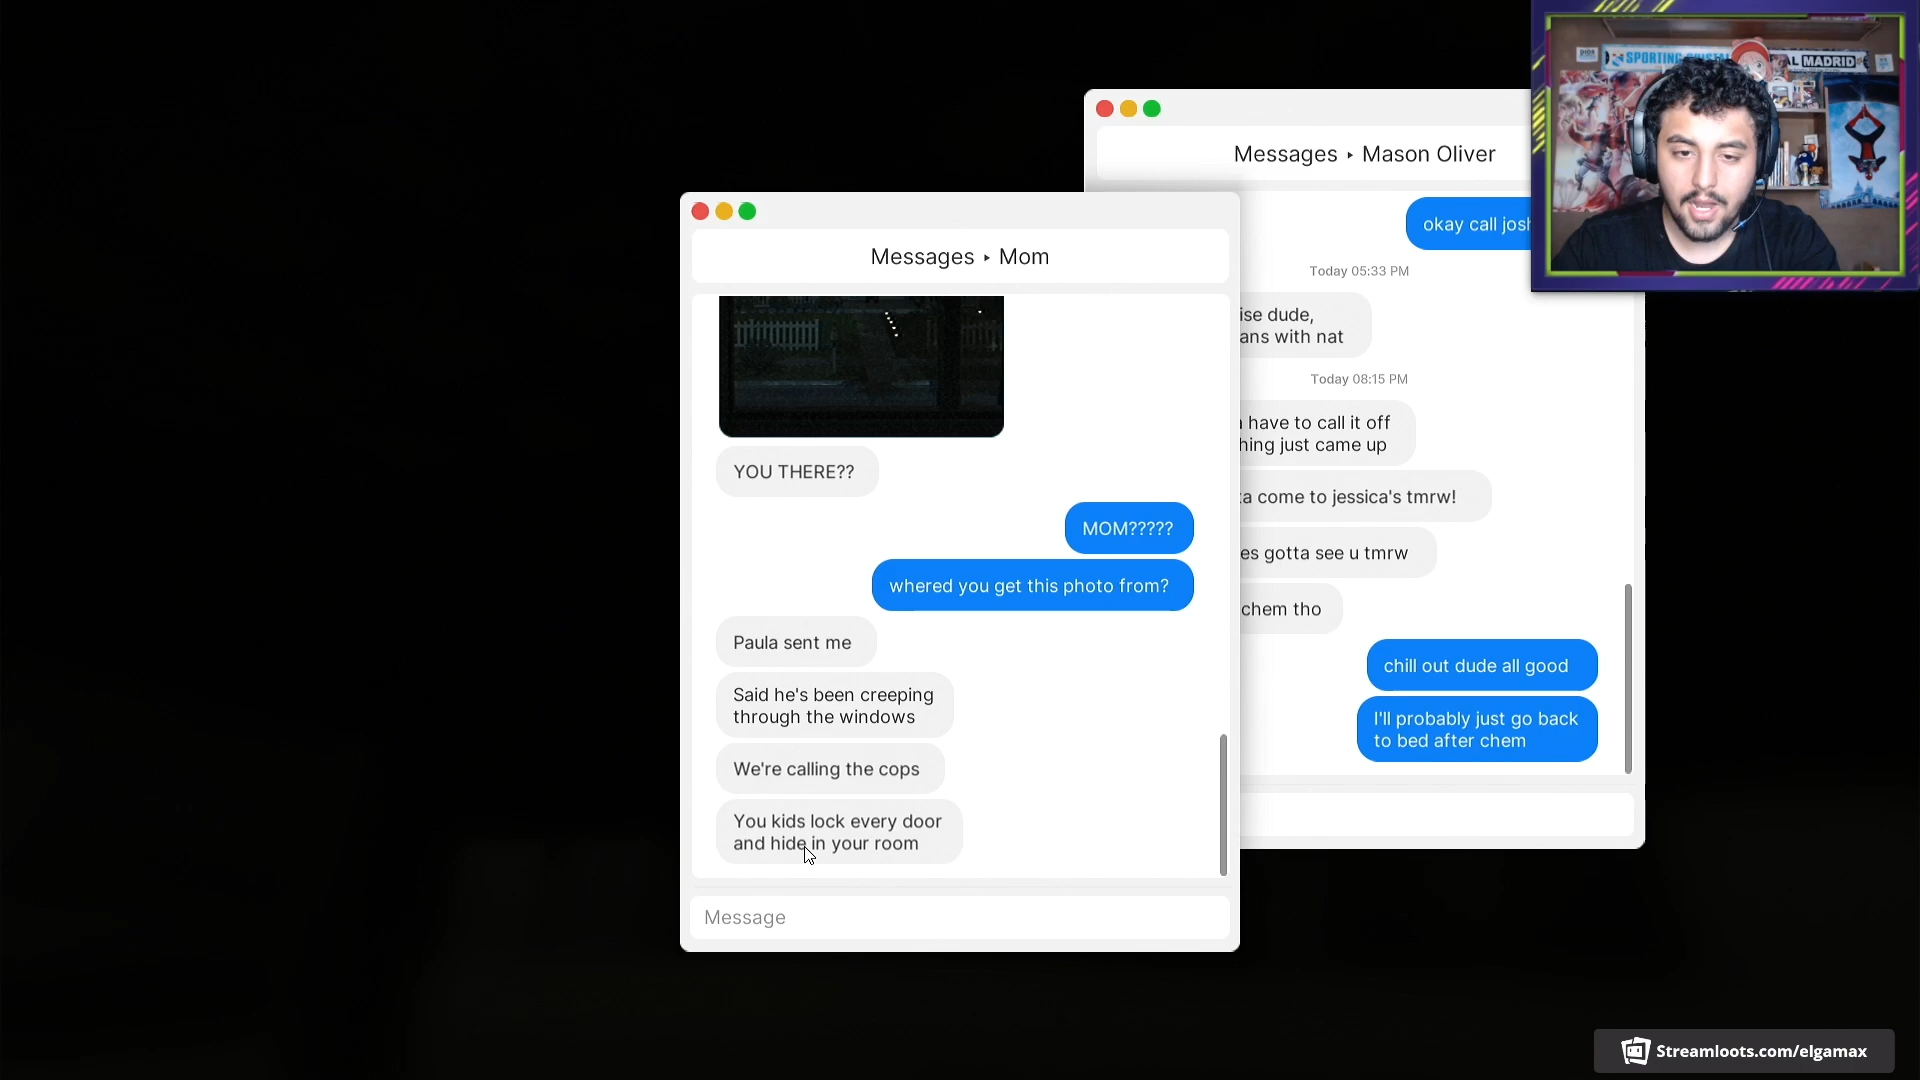 Messages ‣ Mom
YOU THERE??
MOM?????
whered you get this photo from?
Paula sent me
Said he's been creeping
through the windows
We're calling the cops
You kids lock every door
and hide in your room
Message
Messages ‣ Mason Oliver
okay call josh
Today 05:33 PM
ise dude,
ans with nat
Today 08:15 PM
have to call it off
hing just came up
ta come to jessica's tmrw!
es gotta see u tmrw
chem tho
chill out dude all good
I'll probably just go back
to bed after chem
SPORTING CRISTAL
AL MADRID
Streamloots.com/elgamax